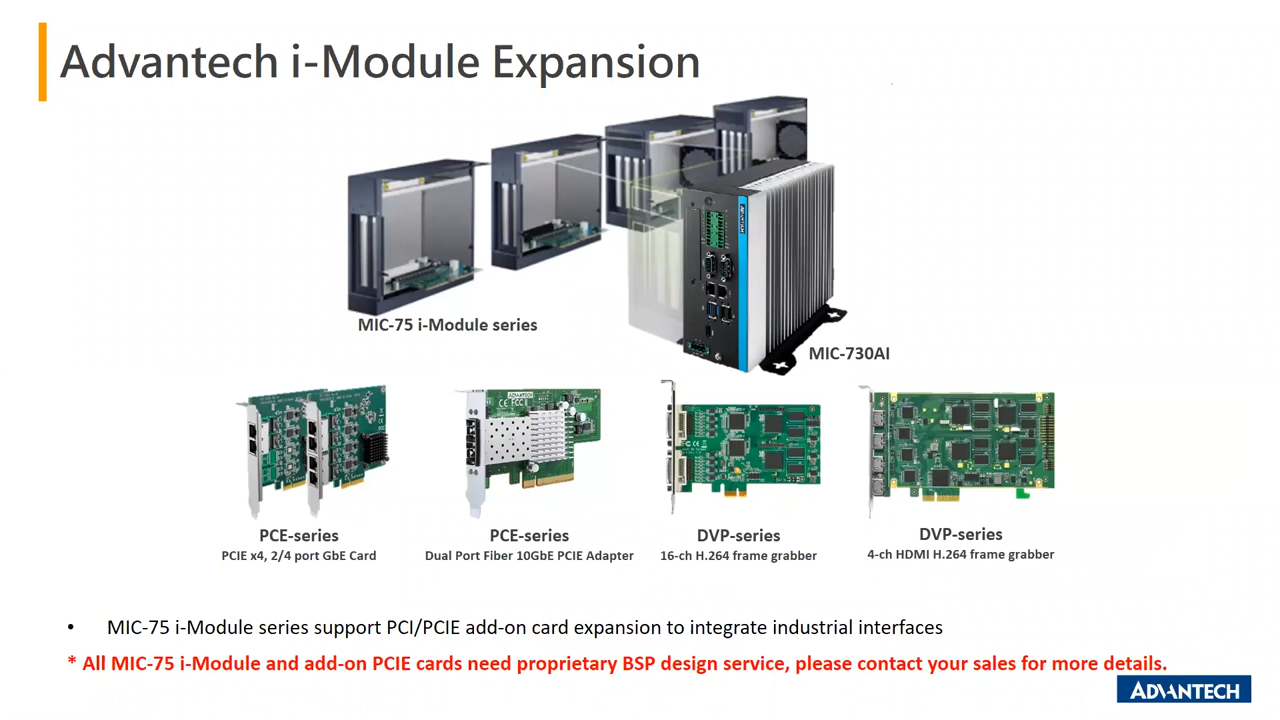 Advantech i-Module Expansion
MIC-75 i-Module series
MIC-730AI
ADVANTECH
PCE-series
PCIE x4, 2/4 port GbE Card
PCE-series
Dual Port Fiber 10GbE PCIE Adapter
DVP-series
16-ch H.264 frame grabber
DVP-series
4-ch HDMI H.264 frame grabber
• MIC-75 i-Module series support PCI/PCIE add-on card expansion to integrate industrial interfaces
* All MIC-75 i-Module and add-on PCIE cards need proprietary BSP design service, please contact your sales for more details.
ADVANTECH